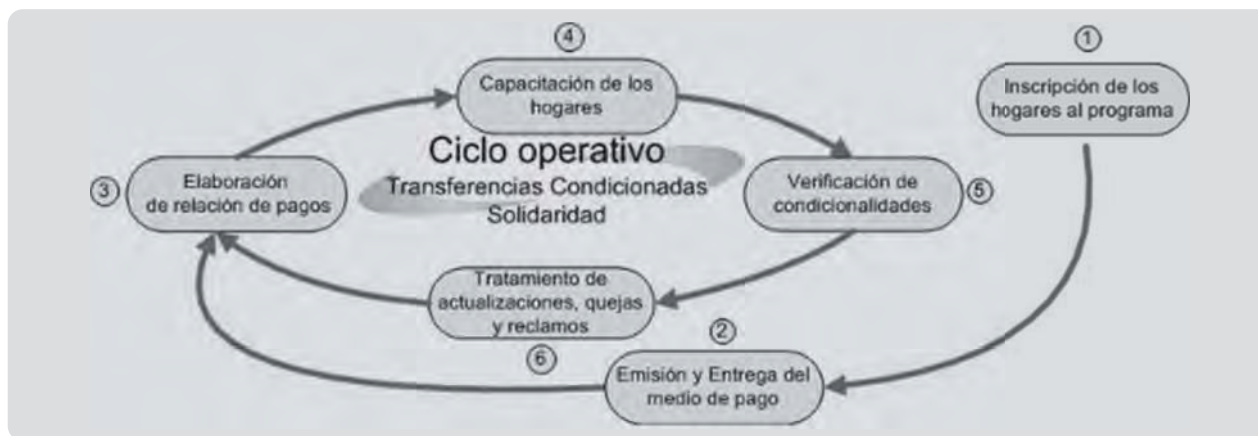 ④
Capacitación de los
hogares
①
Inscripción de los
hogares al programa
Ciclo operativo
Transferencias Condicionadas
Solidaridad
③
Elaboración
de relación de pagos
Verificación de
condicionalidades
⑤
Tratamiento de
actualizaciones, quejas
y reclamos
⑥
②
Emisión y Entrega del
medio de pago